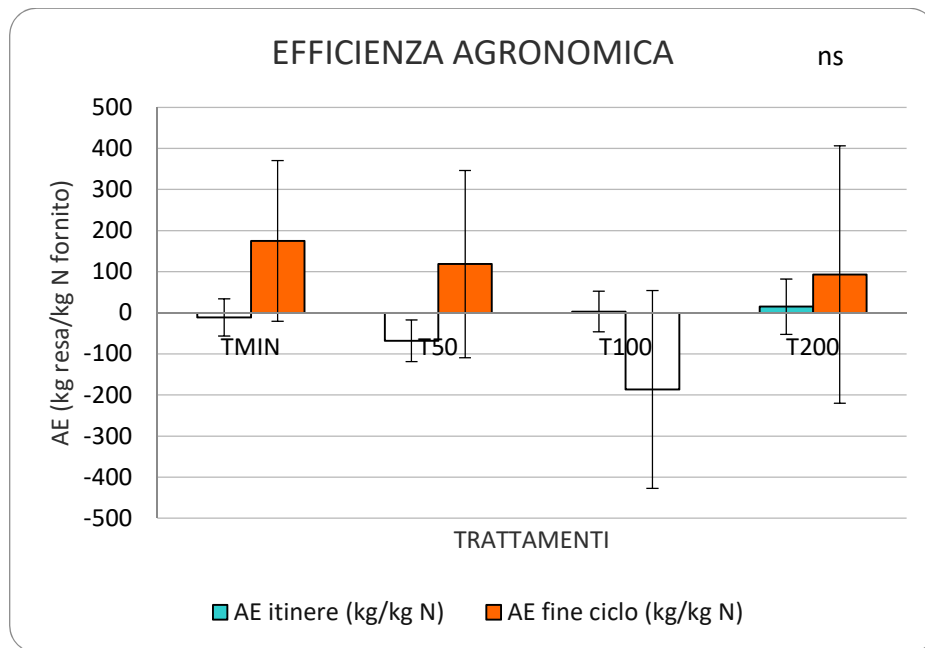 EFFICIENZA AGRONOMICA
ns
AE (kg resa/kg N fornito)
500
400
300
200
100
0
-100
-200
-300
-400
-500
TMIN T50 T100 T200
TRATTAMENTI
AE itinere (kg/kg N) AE fine ciclo (kg/kg N)